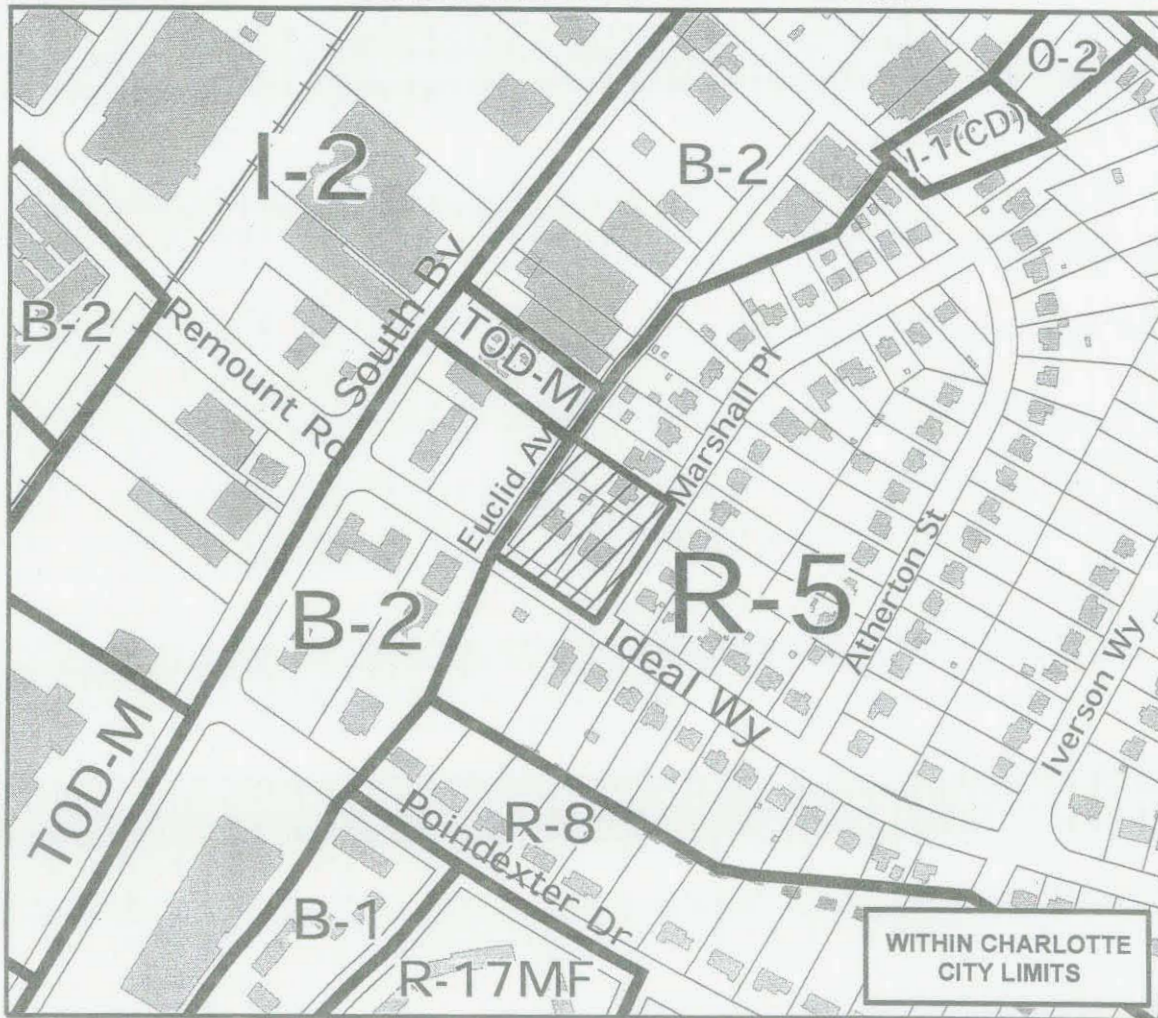 O-2
I-1(CD)
I-2
B-2
B-2
Remount Rd
South Bv
TOD-M
Euclid Av
Marshall Pl
R-5
B-2
Ideal Wy
Atherton St
Iverson Wy
TOD-M
R-8
Poindexter Dr
B-1
R-17MF
WITHIN CHARLOTTE
CITY LIMITS